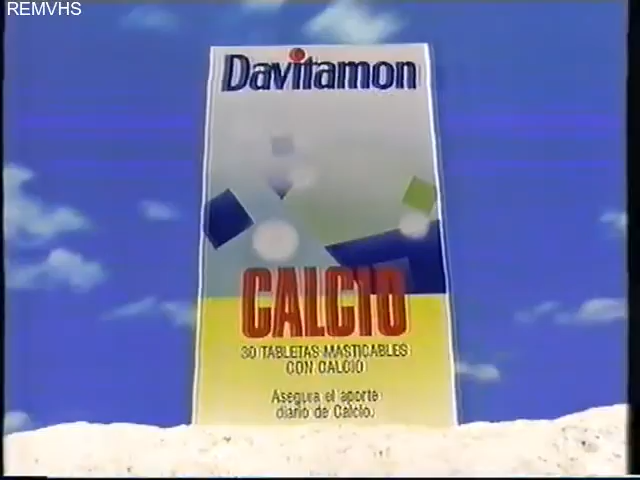 REMVHS
Davitamon
CALCIO
30 TABLETAS MASTICABLES
CON CALCIO
Asegura el aporte
diario de Calcio.